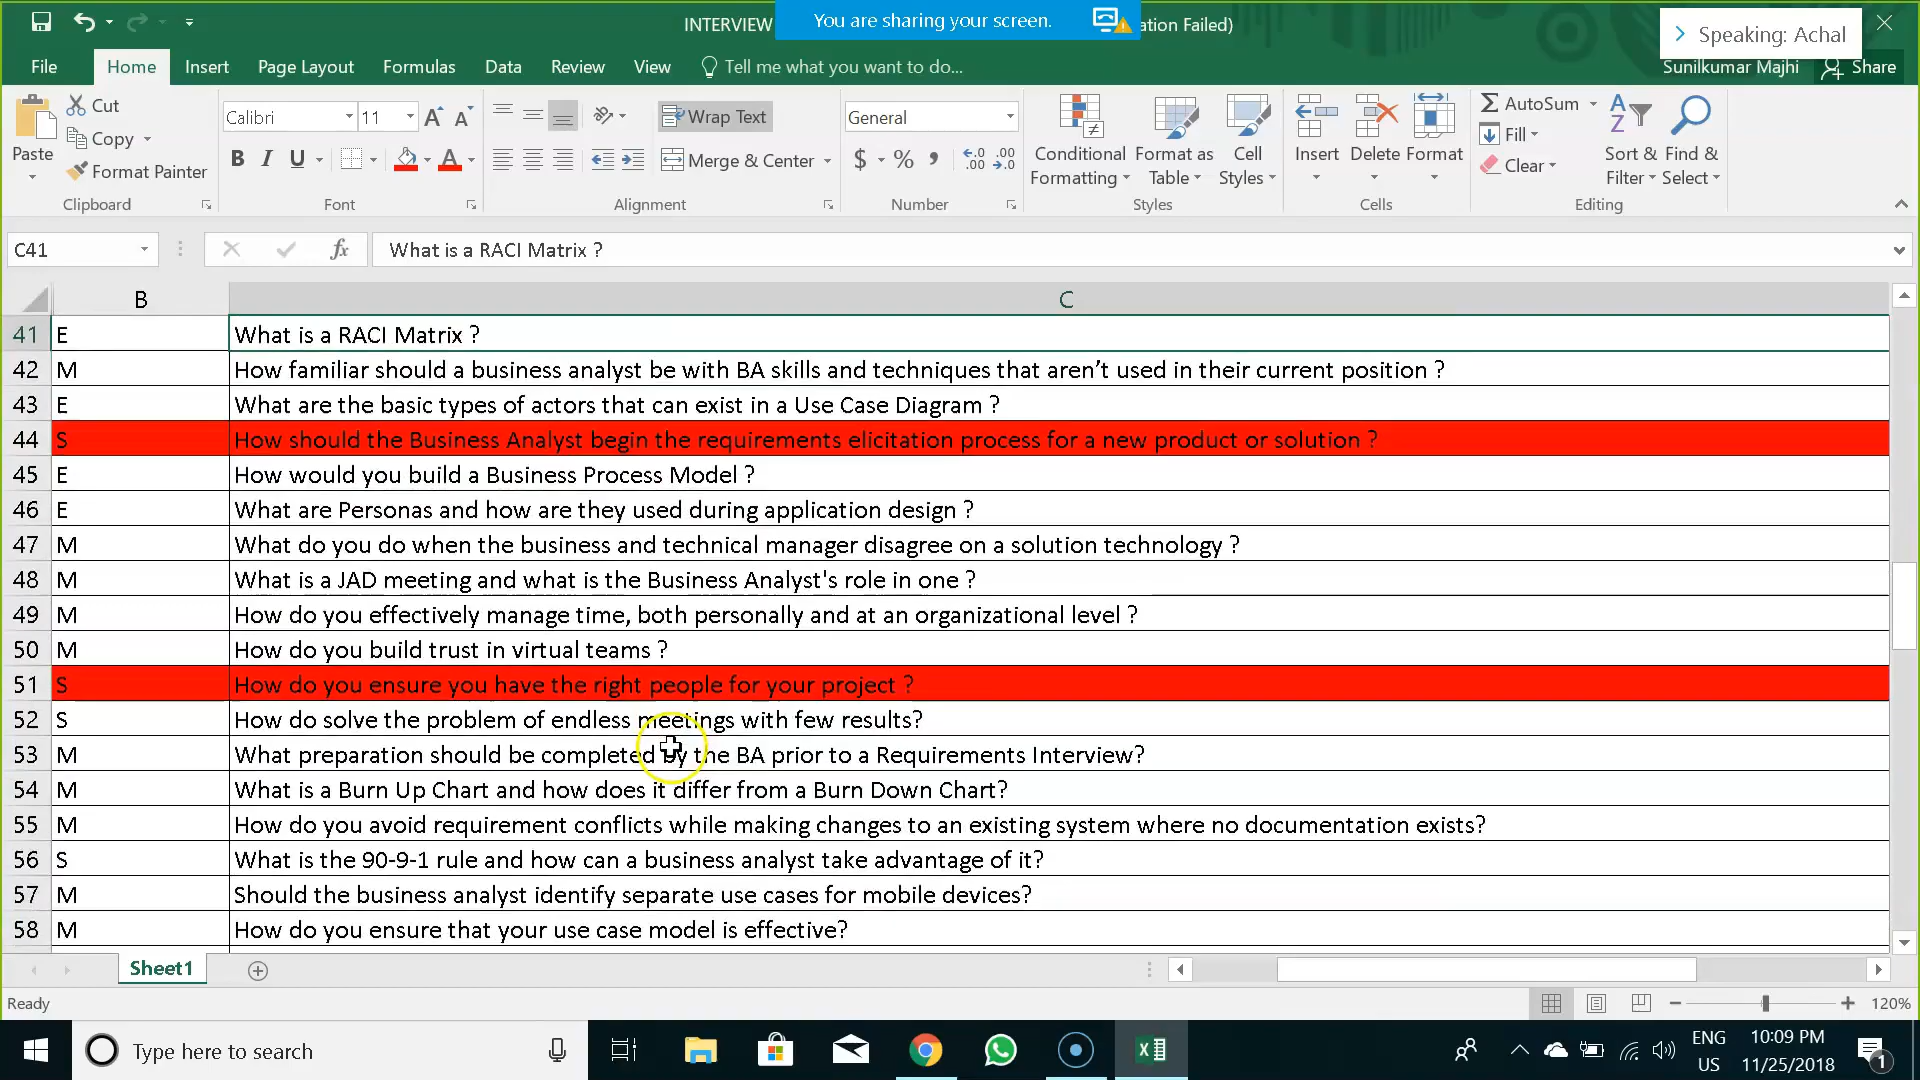 INTERVIEW
You are sharing your screen.
ation Failed)
Speaking: Achal
File
Home
Insert
Page Layout
Formulas
Data
Review
View
Tell me what you want to do...
Sunilkumar Majhi
Share
Paste
Cut
Copy
Format Painter
Clipboard
Calibri
11
B I U
Font
Wrap Text
Merge & Center
Alignment
General
$ % ,
Number
Conditional Formatting
Format as Table
Cell Styles
Styles
Insert
Delete
Format
Cells
AutoSum
Fill
Clear
Sort & Filter
Find & Select
Editing
C41
fx
What is a RACI Matrix ?
B C
41 E What is a RACI Matrix ?
42 M How familiar should a business analyst be with BA skills and techniques that aren’t used in their current position ?
43 E What are the basic types of actors that can exist in a Use Case Diagram ?
44 S How should the Business Analyst begin the requirements elicitation process for a new product or solution ?
45 E How would you build a Business Process Model ?
46 E What are Personas and how are they used during application design ?
47 M What do you do when the business and technical manager disagree on a solution technology ?
48 M What is a JAD meeting and what is the Business Analyst's role in one ?
49 M How do you effectively manage time, both personally and at an organizational level ?
50 M How do you build trust in virtual teams ?
51 S How do you ensure you have the right people for your project ?
52 S How do solve the problem of endless meetings with few results?
53 M What preparation should be completed by the BA prior to a Requirements Interview?
54 M What is a Burn Up Chart and how does it differ from a Burn Down Chart?
55 M How do you avoid requirement conflicts while making changes to an existing system where no documentation exists?
56 S What is the 90-9-1 rule and how can a business analyst take advantage of it?
57 M Should the business analyst identify separate use cases for mobile devices?
58 M How do you ensure that your use case model is effective?
Sheet1
Ready
120%
Type here to search
ENG
US
10:09 PM
11/25/2018
1